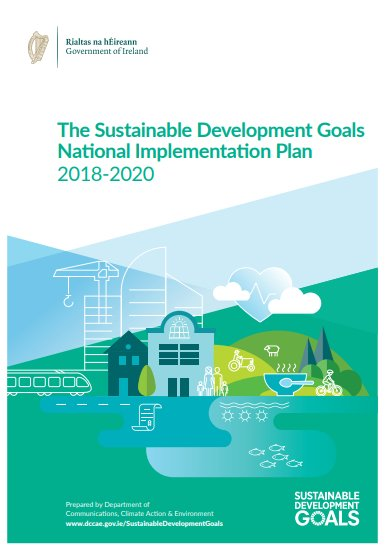 Rialtas na hÉireann
Government of Ireland
The Sustainable Development Goals
National Implementation Plan
2018-2020
Prepared by Department of
Communications, Climate Action & Environment
www.dccae.gov.ie/SustainableDevelopmentGoals
SUSTAINABLE
DEVELOPMENT
GOALS